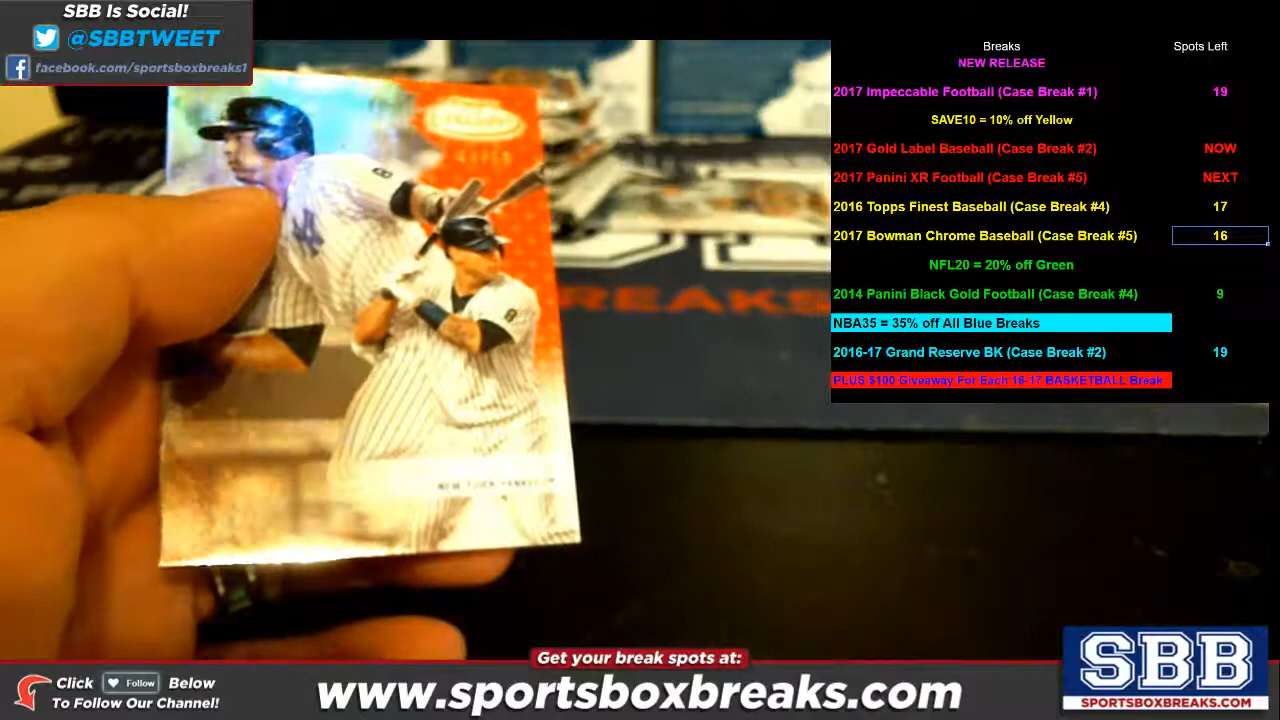 SBB Is Social!
@SBBTWEET
facebook.com/sportsboxbreaks1
Breaks Spots Left
NEW RELEASE
2017 Impeccable Football (Case Break #1) 19
SAVE10 = 10% off Yellow
2017 Gold Label Baseball (Case Break #2) NOW
2017 Panini XR Football (Case Break #5) NEXT
2016 Topps Finest Baseball (Case Break #4) 17
2017 Bowman Chrome Baseball (Case Break #5) 16
NFL20 = 20% off Green
2014 Panini Black Gold Football (Case Break #4) 9
NBA35 = 35% off All Blue Breaks
2016-17 Grand Reserve BK (Case Break #2) 19
PLUS $100 Giveaway For Each 16-17 BASKETBALL Break
BREAKS
NEW YORK YANKEES
Get your break spots at:
Click Follow Below
To Follow Our Channel!
www.sportsboxbreaks.com
SBB
SPORTSBOXBREAKS.COM